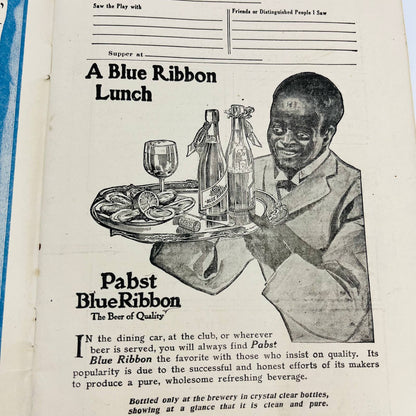 Saw the Play with
Friends or Distinguished People I Saw
Supper at
A Blue Ribbon
Lunch
Pabst
Blue Ribbon
The Beer of Quality
IN the dining car, at the club, or wherever
beer is served, you will always find Pabst
Blue Ribbon the favorite with those who insist on quality. Its
popularity is due to the successful and honest efforts of its makers
to produce a pure, wholesome refreshing beverage.
Bottled only at the brewery in crystal clear bottles,
showing at a glance that it is clean and pure.